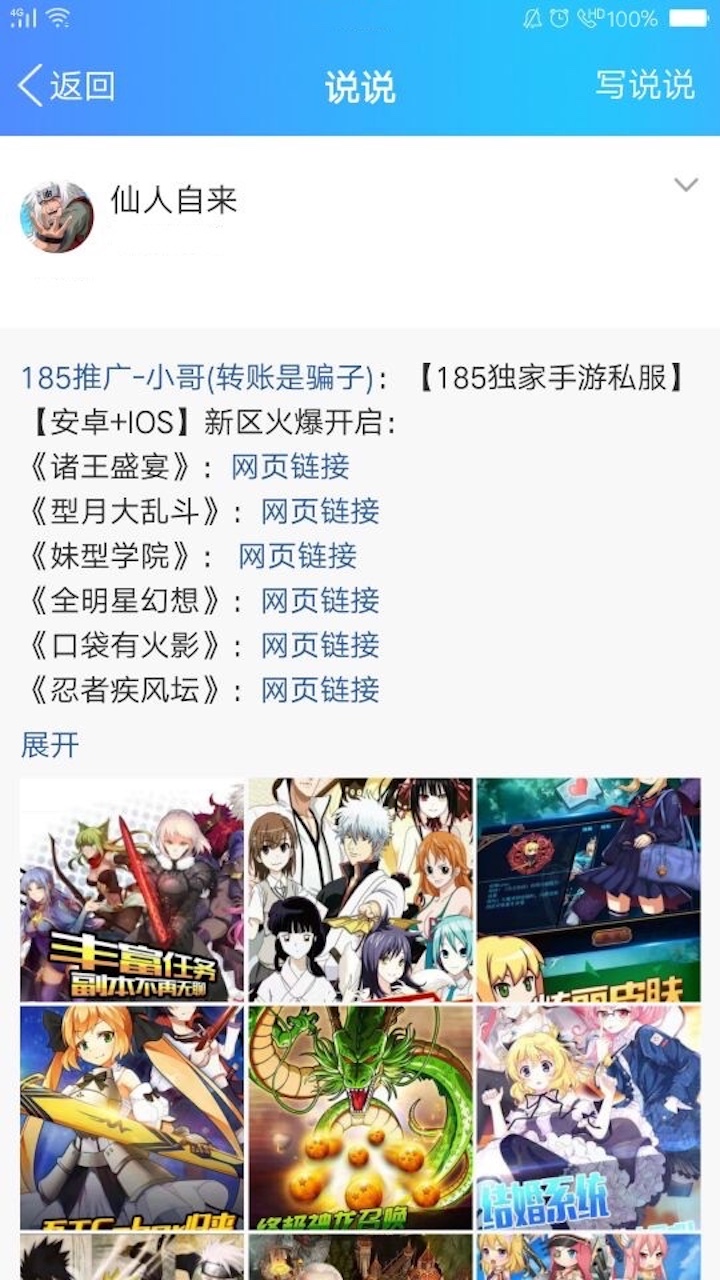 4G HD 100%
返回 说说 写说说
仙人自来
185推广-小哥(转账是骗子)：【185独家手游私服】
【安卓+IOS】新区火爆开启：
《诸王盛宴》：网页链接
《型月大乱斗》：网页链接
《妹型学院》：网页链接
《全明星幻想》：网页链接
《口袋有火影》：网页链接
《忍者疾风坛》：网页链接
展开
丰富任务
副本不再无聊
皮肤
归来
终极神龙召唤
结婚系统